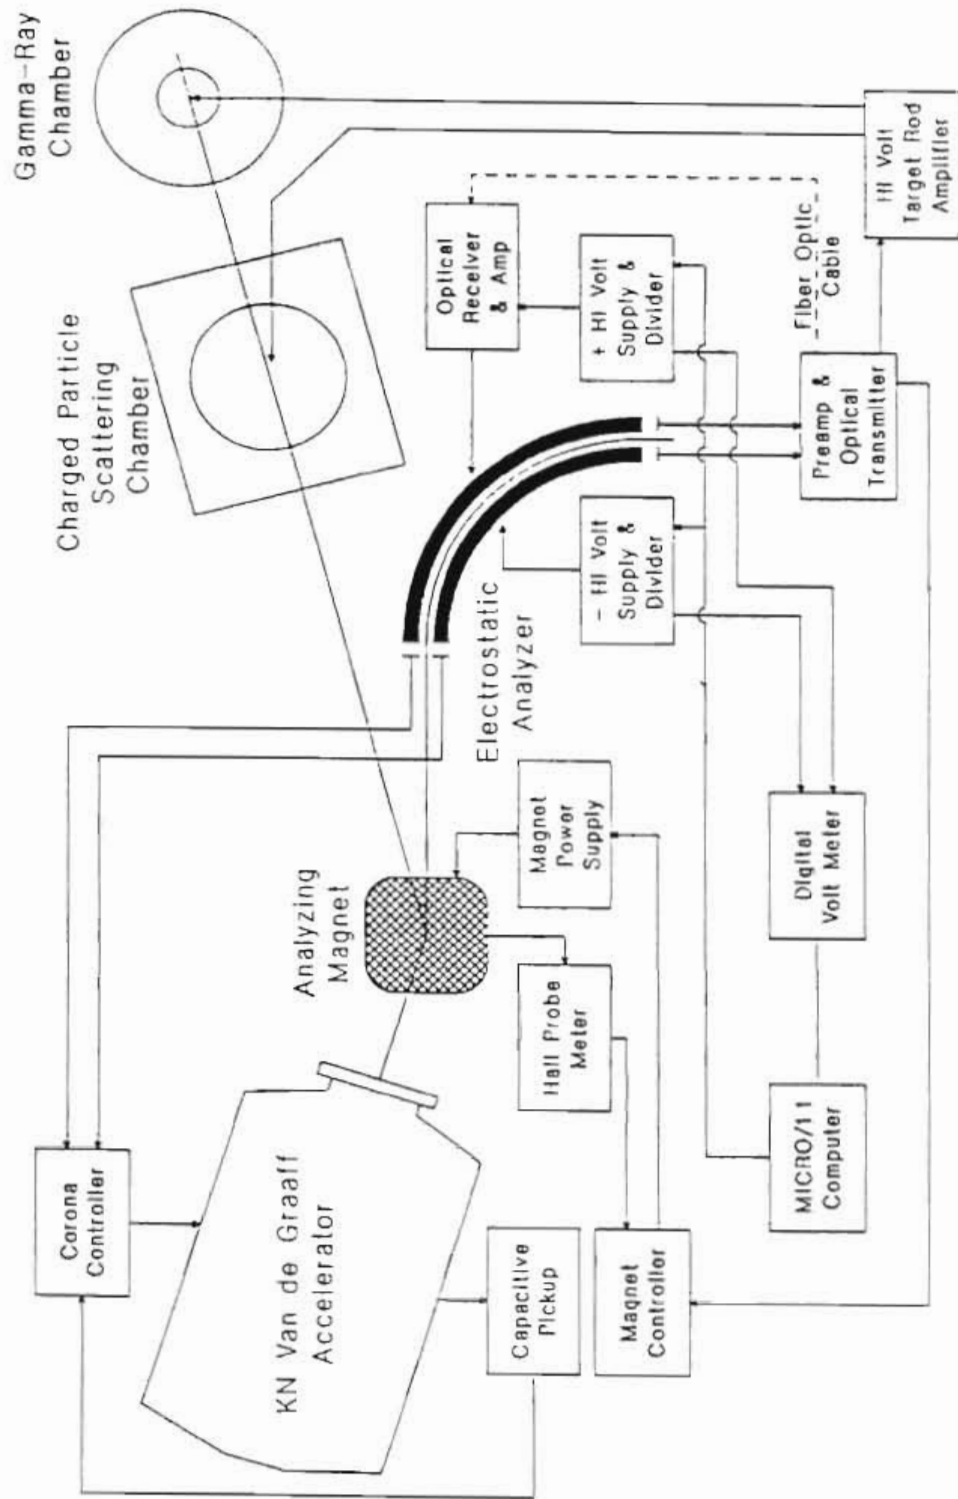 Gamma-Ray
Chamber
Charged Particle
Scattering
Chamber
Optical
Receiver
& Amp
+ HI Volt
Supply &
Divider
Fiber Optic
Cable
HI Volt
Target Rod
Amplifier
Electrostatic
Analyzer
- HI Volt
Supply &
Divider
Preamp &
Optical
Transmitter
Analyzing
Magnet
Magnet
Power
Supply
Digital
Volt Meter
Hall Probe
Meter
Corona
Controller
KN Van de Graaff
Accelerator
Capacitive
Pickup
Magnet
Controller
MICRO/11
Computer